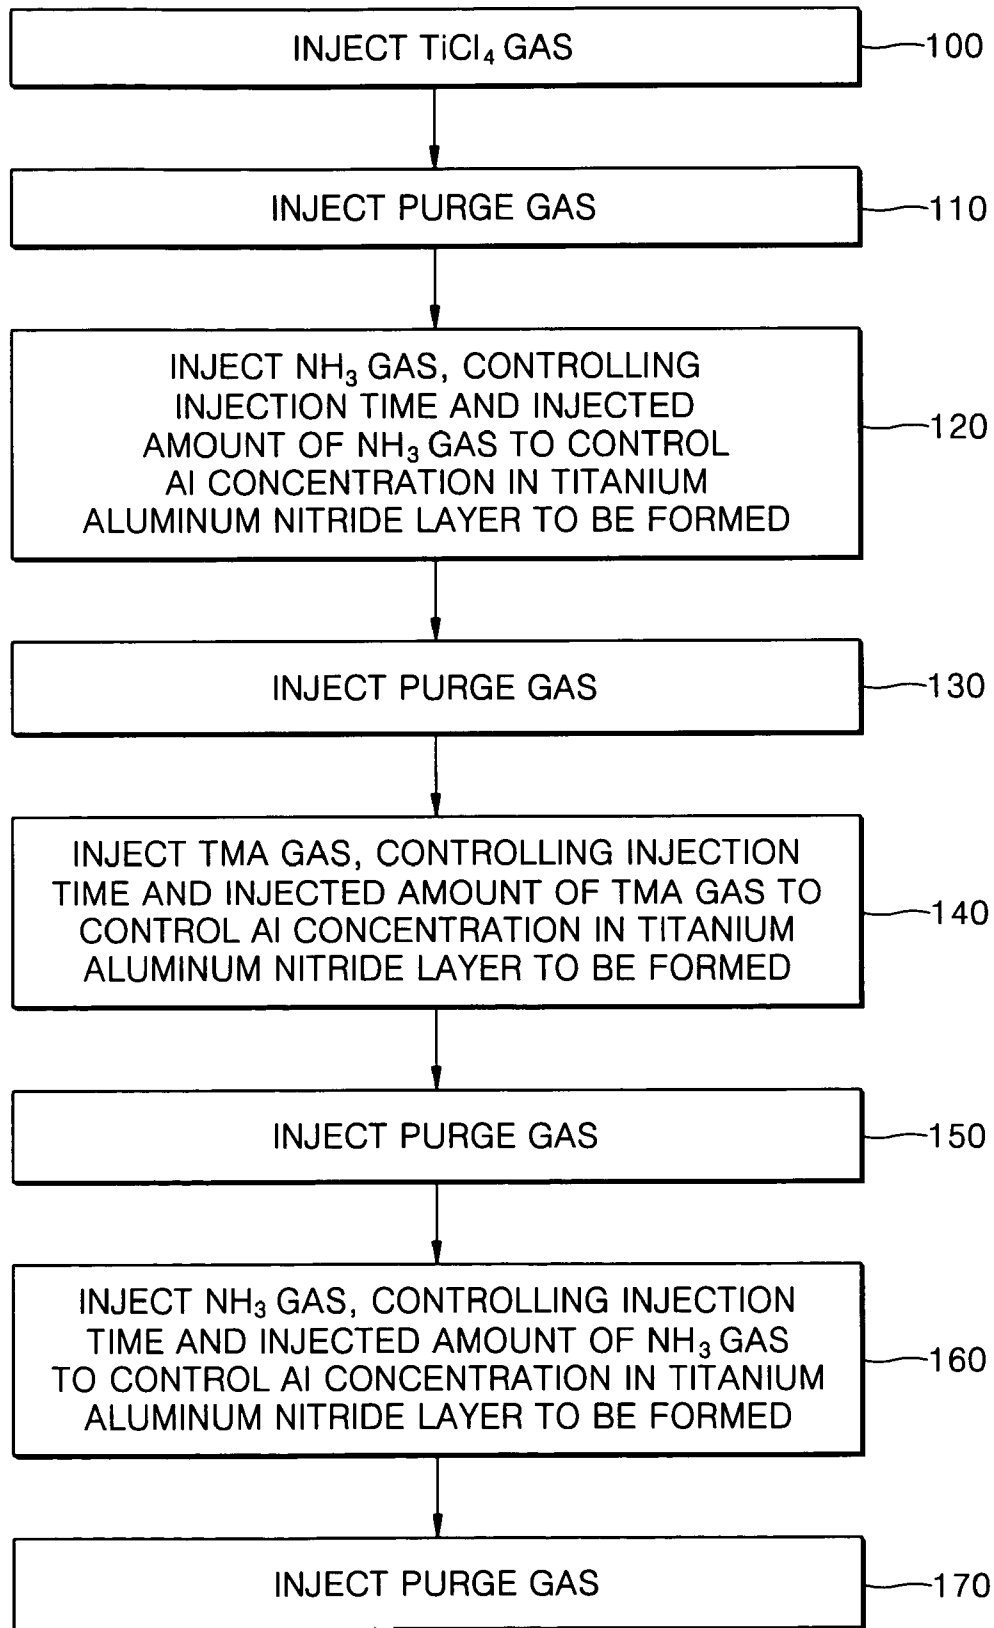 INJECT TiCl₄ GAS
100
INJECT PURGE GAS
110
INJECT NH₃ GAS, CONTROLLING
INJECTION TIME AND INJECTED
AMOUNT OF NH₃ GAS TO CONTROL
Al CONCENTRATION IN TITANIUM
ALUMINUM NITRIDE LAYER TO BE FORMED
120
INJECT PURGE GAS
130
INJECT TMA GAS, CONTROLLING INJECTION
TIME AND INJECTED AMOUNT OF TMA GAS TO
CONTROL Al CONCENTRATION IN TITANIUM
ALUMINUM NITRIDE LAYER TO BE FORMED
140
INJECT PURGE GAS
150
INJECT NH₃ GAS, CONTROLLING INJECTION
TIME AND INJECTED AMOUNT OF NH₃ GAS
TO CONTROL Al CONCENTRATION IN TITANIUM
ALUMINUM NITRIDE LAYER TO BE FORMED
160
INJECT PURGE GAS
170